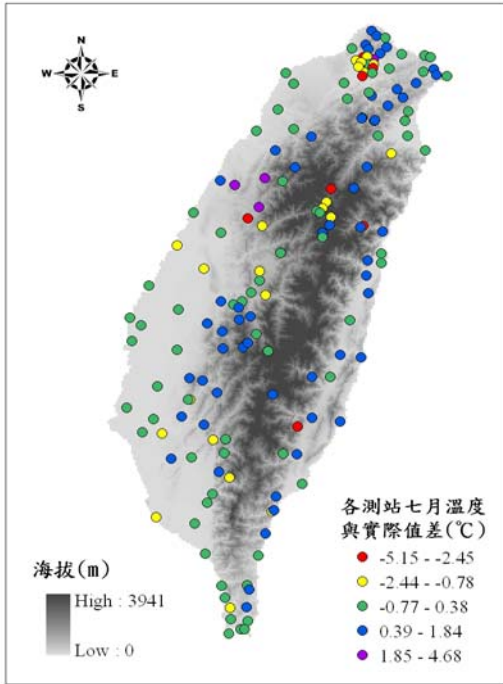 N
W E
S
各測站七月溫度
與實際值差(℃)
-5.15 - -2.45
-2.44 - -0.78
-0.77 - 0.38
0.39 - 1.84
1.85 - 4.68
海拔(m)
High : 3941
Low : 0